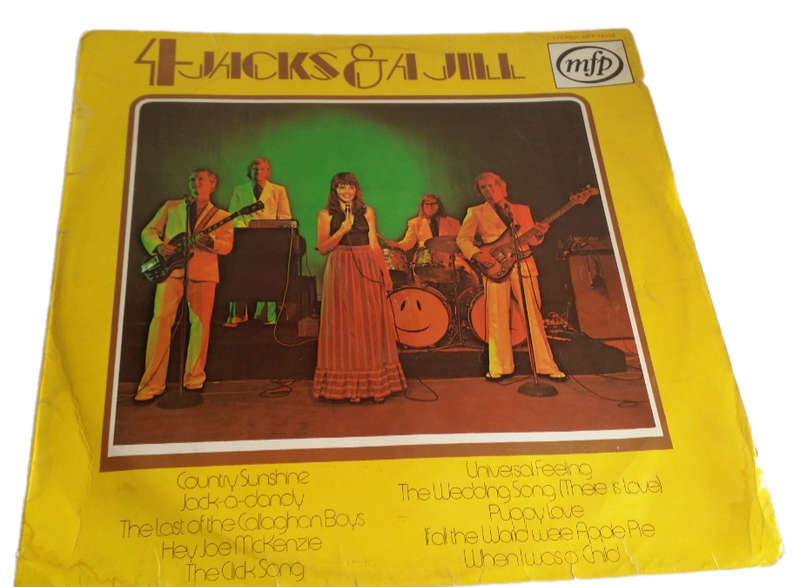 4 JACKS & A JILL
STEREO MFP
mfp
Country Sunshine
Jack-o-dandy
The Last of the Callaghan Boys
Hey Joe McKenzie
The Click Song
Universal Feeling
The Wedding Song (There is Love)
Puppy Love
If all the World were Apple Pie
When I was a Child